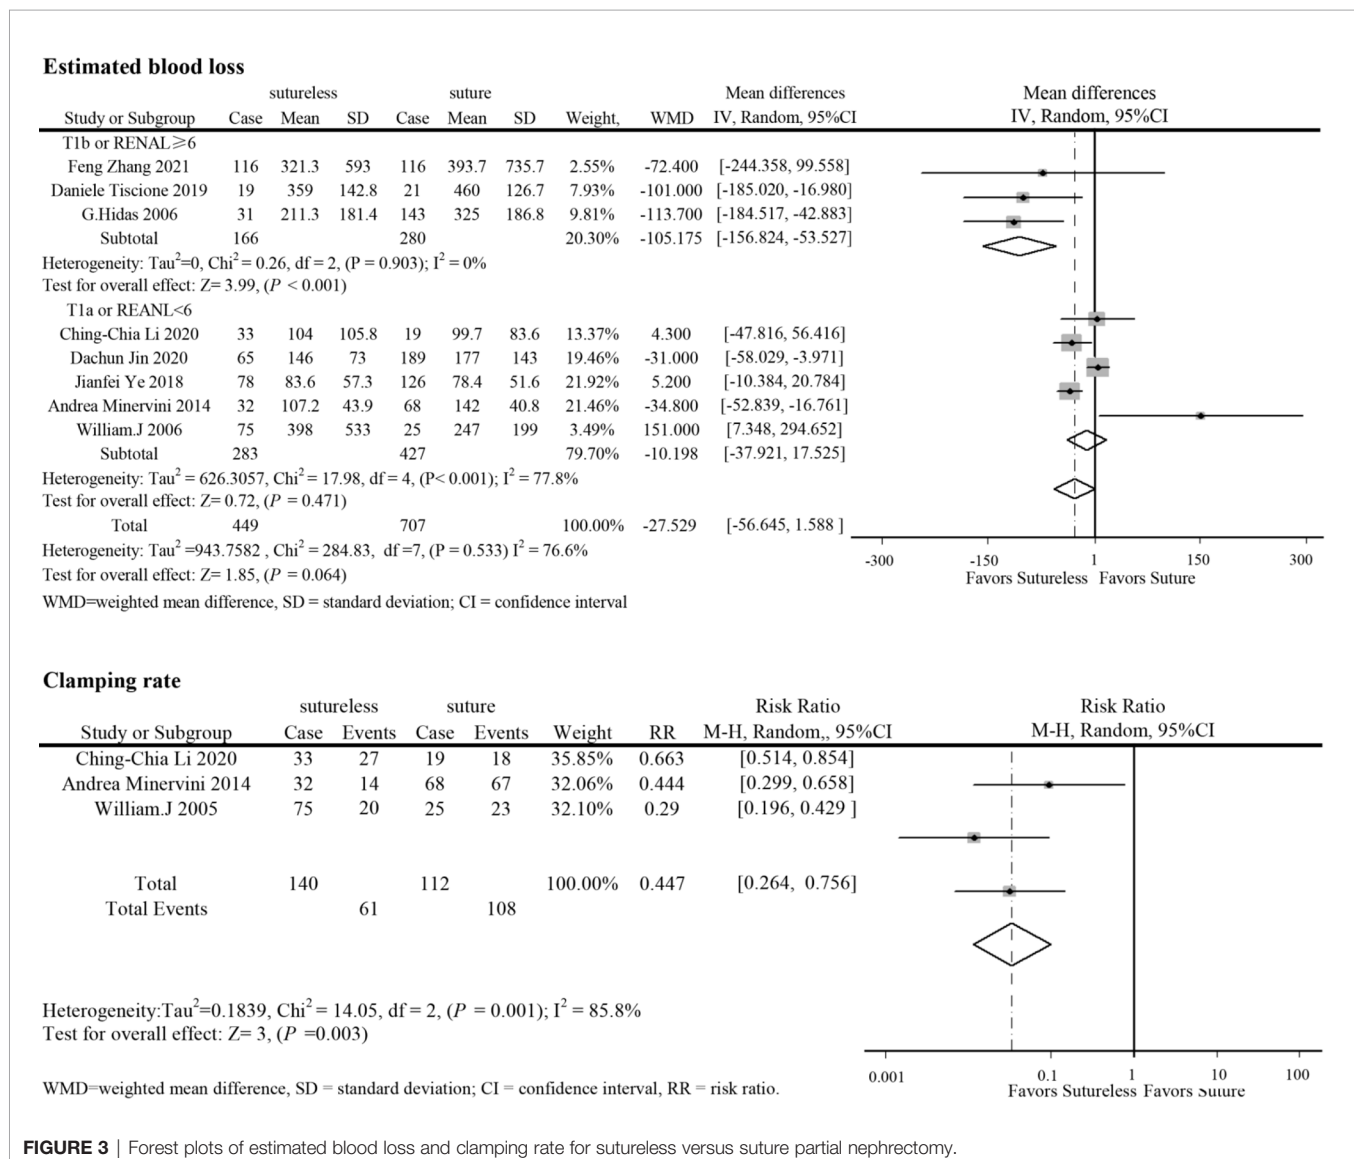 Estimated blood loss
sutureless suture Mean differences Mean differences
Study or Subgroup Case Mean SD Case Mean SD Weight, WMD IV, Random, 95%CI IV, Random, 95%CI
T1b or RENAL≥6
Feng Zhang 2021 116 321.3 593 116 393.7 735.7 2.55% -72.400 [-244.358, 99.558]
Daniele Tiscione 2019 19 359 142.8 21 460 126.7 7.93% -101.000 [-185.020, -16.980]
G.Hidas 2006 31 211.3 181.4 143 325 186.8 9.81% -113.700 [-184.517, -42.883]
Subtotal 166 280 20.30% -105.175 [-156.824, -53.527]
Heterogeneity: Tau²=0, Chi² = 0.26, df = 2, (P = 0.903); I² = 0%
Test for overall effect: Z= 3.99, (P < 0.001)
T1a or REANL<6
Ching-Chia Li 2020 33 104 105.8 19 99.7 83.6 13.37% 4.300 [-47.816, 56.416]
Dachun Jin 2020 65 146 73 189 177 143 19.46% -31.000 [-58.029, -3.971]
Jianfei Ye 2018 78 83.6 57.3 126 78.4 51.6 21.92% 5.200 [-10.384, 20.784]
Andrea Minervini 2014 32 107.2 43.9 68 142 40.8 21.46% -34.800 [-52.839, -16.761]
William.J 2006 75 398 533 25 247 199 3.49% 151.000 [7.348, 294.652]
Subtotal 283 427 79.70% -10.198 [-37.921, 17.525]
Heterogeneity: Tau² = 626.3057, Chi² = 17.98, df = 4, (P< 0.001); I² = 77.8%
Test for overall effect: Z= 0.72, (P = 0.471)
Total 449 707 100.00% -27.529 [-56.645, 1.588 ]
Heterogeneity: Tau² =943.7582 , Chi² = 284.83, df =7, (P = 0.533) I² = 76.6%
-300 -150 1 150 300
Test for overall effect: Z= 1.85, (P = 0.064)
Favors Sutureless Favors Suture
WMD=weighted mean difference, SD = standard deviation; CI = confidence interval
Clamping rate
sutureless suture Risk Ratio Risk Ratio
Study or Subgroup Case Events Case Events Weight RR M-H, Random,, 95%CI M-H, Random, 95%CI
Ching-Chia Li 2020 33 27 19 18 35.85% 0.663 [0.514, 0.854]
Andrea Minervini 2014 32 14 68 67 32.06% 0.444 [0.299, 0.658]
William.J 2005 75 20 25 23 32.10% 0.29 [0.196, 0.429 ]
Total 140 112 100.00% 0.447 [0.264, 0.756]
Total Events 61 108
Heterogeneity:Tau²=0.1839, Chi² = 14.05, df = 2, (P = 0.001); I² = 85.8%
Test for overall effect: Z= 3, (P =0.003)
0.001 0.1 1 10 100
WMD=weighted mean difference, SD = standard deviation; CI = confidence interval, RR = risk ratio.
Favors Sutureless Favors Suture
FIGURE 3 | Forest plots of estimated blood loss and clamping rate for sutureless versus suture partial nephrectomy.